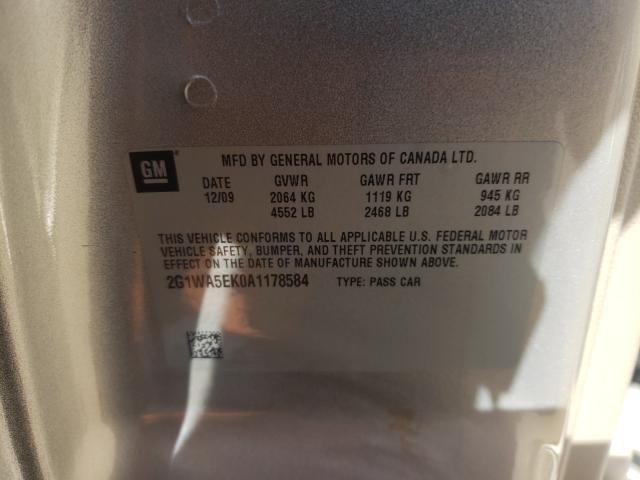 GM
MFD BY GENERAL MOTORS OF CANADA LTD.
DATE GVWR GAWR FRT GAWR RR
12/09 2064 KG 1119 KG 945 KG
4552 LB 2468 LB 2084 LB
THIS VEHICLE CONFORMS TO ALL APPLICABLE U.S. FEDERAL MOTOR
VEHICLE SAFETY, BUMPER, AND THEFT PREVENTION STANDARDS IN
EFFECT ON THE DATE OF MANUFACTURE SHOWN ABOVE.
2G1WA5EK0A1178584 TYPE: PASS CAR